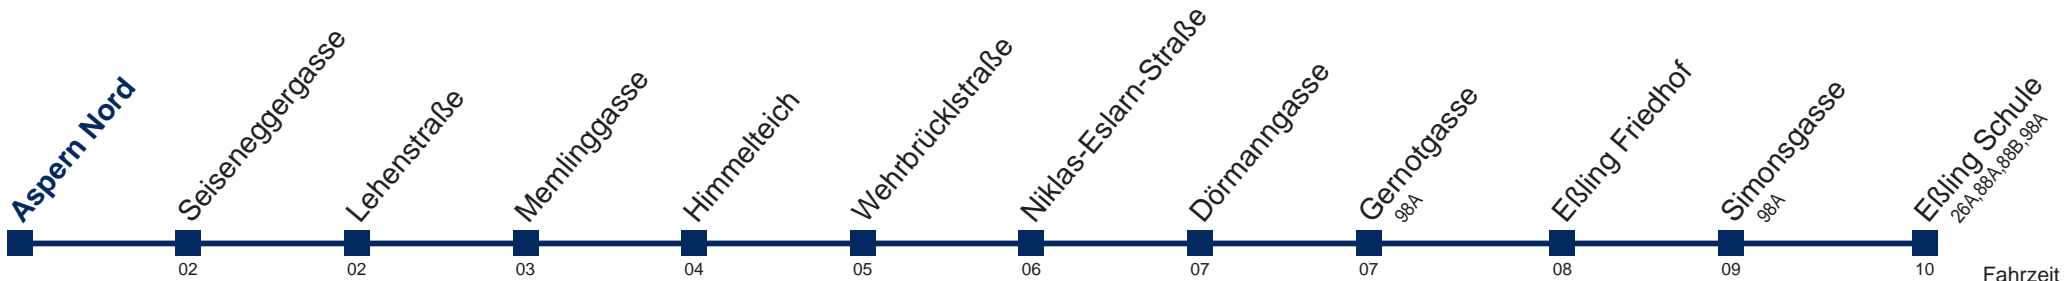 Aspern Nord
Seiseneggergasse
Lehenstraße
Memlinggasse
Himmelteich
Wehrbrücklstraße
Niklas-Eslarn-Straße
Dörmanngasse
Gernotgasse
98A
Eßling Friedhof
Simonsgasse
98A
Eßling Schule
26A,88A,88B,98A
02
02
03
04
05
06
07
07
08
09
10
Fahrzeit